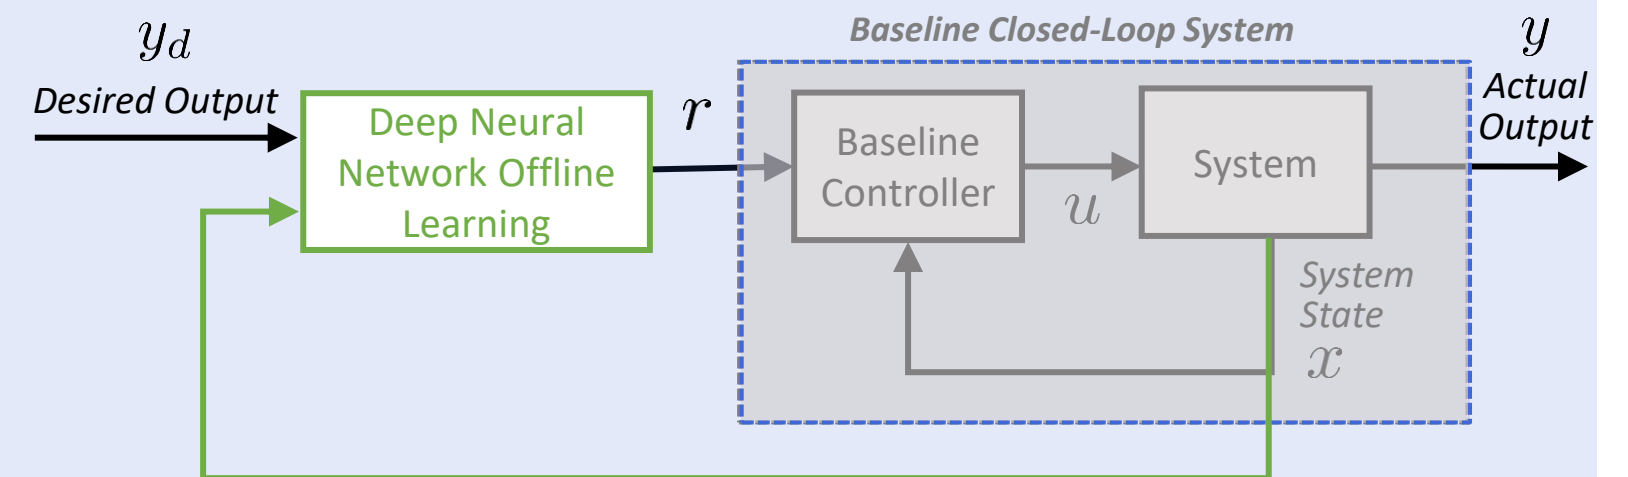 y_d
Desired Output
Deep Neural
Network Offline
Learning
r
Baseline Closed-Loop System
Baseline
Controller
u
System
System
State
x
y
Actual
Output